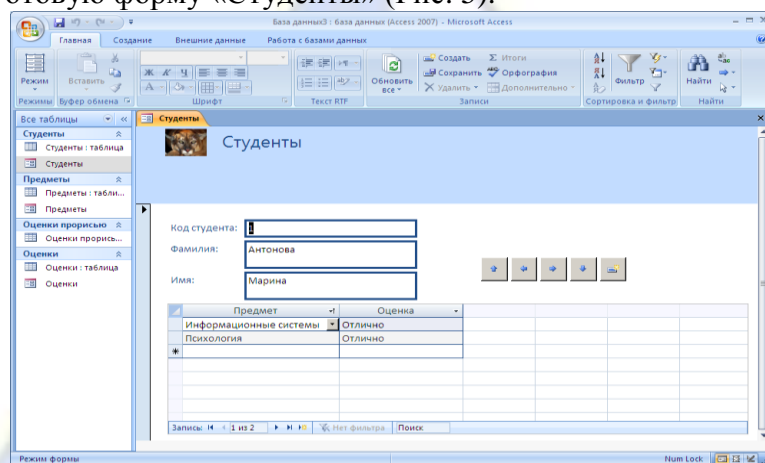 отовую форму «Студенты» (Рис. 3).
База данных3 : база данных (Access 2007) - Microsoft Access
Главная Создание Внешние данные Работа с базами данных
Режим
Вставить
Ж К Ч
Обновить все
Создать
Сохранить
Удалить
Итоги
Орфография
Дополнительно
Фильтр
Найти
Режимы Буфер обмена Шрифт Текст RTF Записи Сортировка и фильтр Найти
Все таблицы
Студенты
Студенты : таблица
Студенты
Предметы
Предметы : табли...
Предметы
Оценки прорисью
Оценки прорись...
Оценки
Оценки : таблица
Оценки
Студенты
Студенты
Код студента: 1
Фамилия: Антонова
Имя: Марина
Предмет Оценка
Информационные системы Отлично
Психология Отлично
Записи: 1 из 2 Нет фильтра Поиск
Режим формы Num Lock